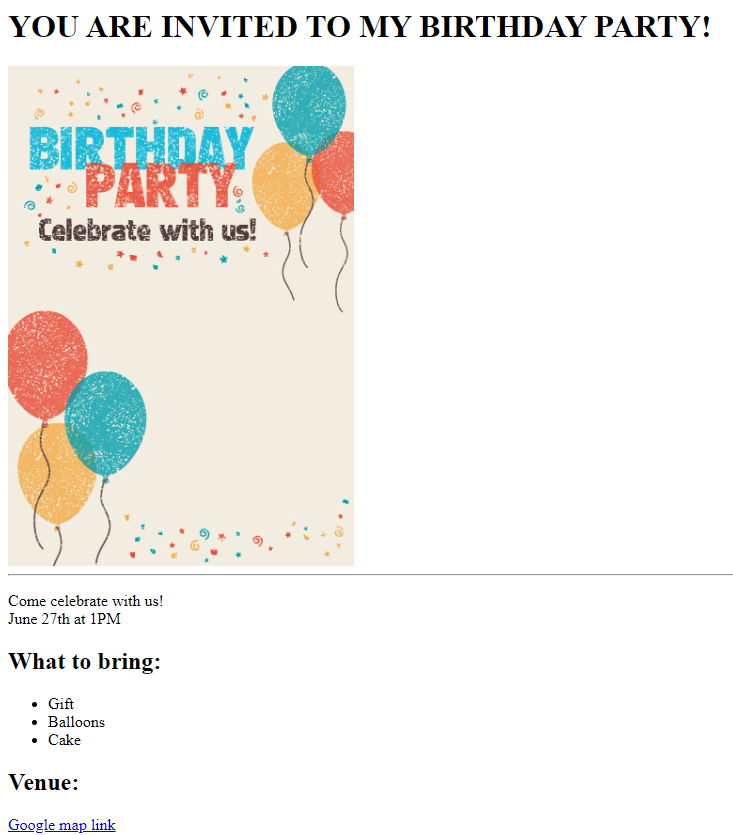 YOU ARE INVITED TO MY BIRTHDAY PARTY!
BIRTHDAY
PARTY
Celebrate with us!
Come celebrate with us!
June 27th at 1PM
What to bring:
Gift
Balloons
Cake
Venue:
Google map link